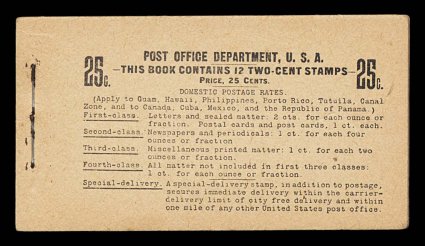 POST OFFICE DEPARTMENT, U. S. A.
25c. —THIS BOOK CONTAINS 12 TWO-CENT STAMPS— 25c.
PRICE, 25 CENTS.
DOMESTIC POSTAGE RATES.
(Apply to Guam, Hawaii, Philippines, Porto Rico, Tutuila, Canal
Zone, and to Canada, Cuba, Mexico, and the Republic of Panama.)
First-class. Letters and sealed matter: 2 cts. for each ounce or
fraction. Postal cards and post cards, 1 ct. each.
Second-class. Newspapers and periodicals: 1 ct. for each four
ounces or fraction
Third-class. Miscellaneous printed matter: 1 ct. for each two
ounces or fraction.
Fourth-class. All matter not included in first three classes:
1 ct. for each ounce or fraction.
Special-delivery. A special-delivery stamp, in addition to postage,
secures immediate delivery within the carrier-
delivery limit of city free delivery and within
one mile of any other United States post office.